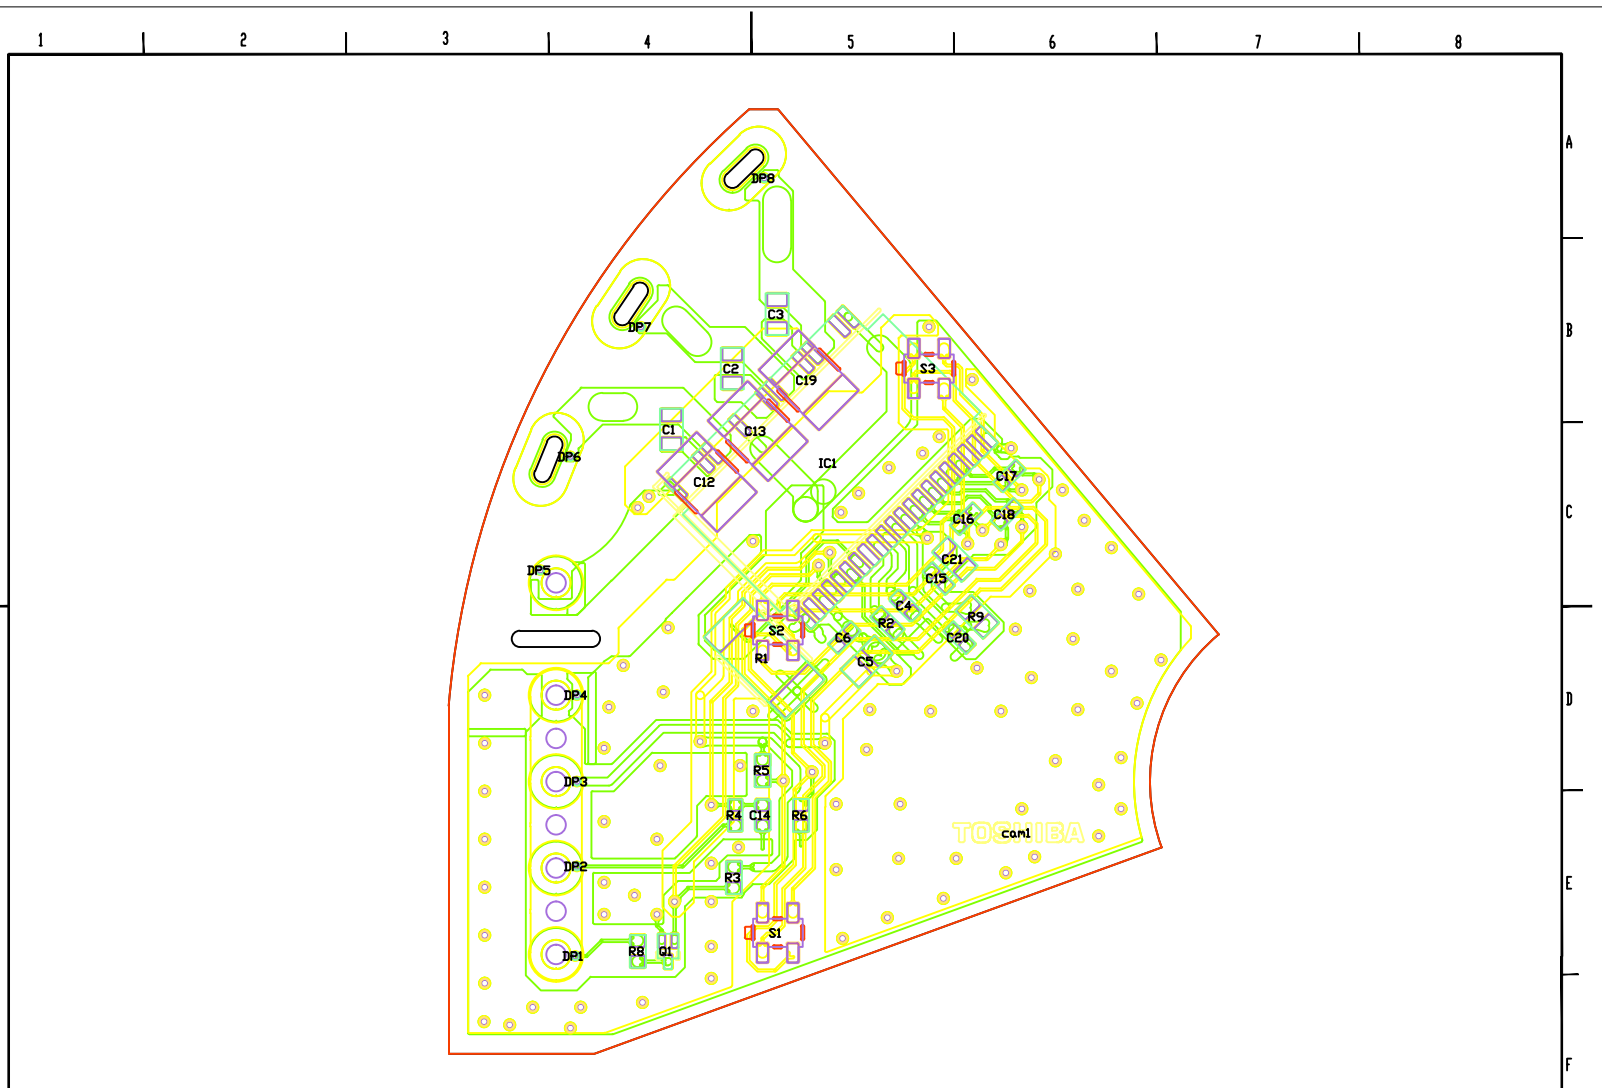 1 2 3 4 5 6 7 8
A
DP8
C3
B
DP7
C2
S3
C19
C1
C13
DP6
IC1
C12
C17
C16
C18
C
C21
DP5
C15
C4
R9
R2
S2
C6
C20
R1
C5
DP4
D
R5
DP3
R4
C14
R6
TOSHIBA
cam1
DP2
R3
E
S1
DP1
R8
Q1
F